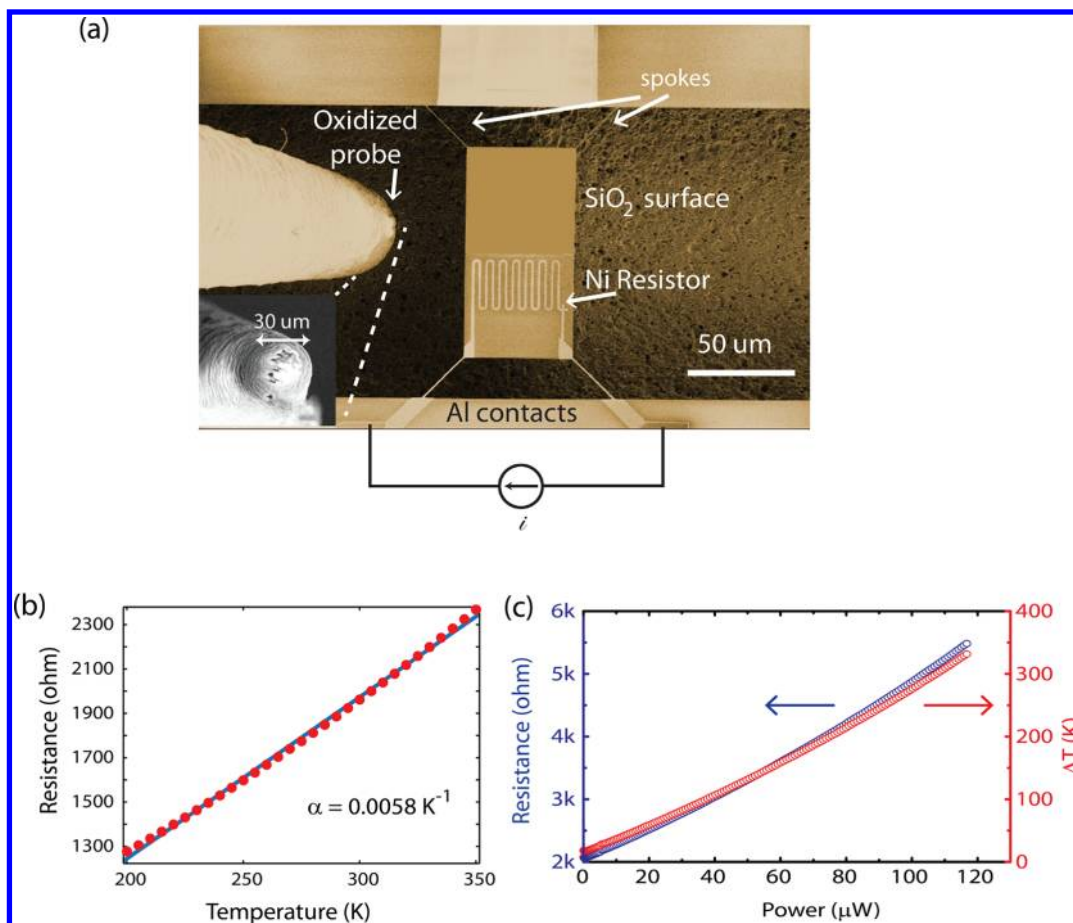 (a)
spokes
Oxidized
probe
SiO2 surface
Ni Resistor
30 um
50 um
Al contacts
i
(b)
2300
2100
1900
1700
1500
1300
Resistance (ohm)
α = 0.0058 K-1
200
250
300
350
Temperature (K)
(c)
6k
5k
4k
3k
2k
Resistance (ohm)
400
300
200
100
0
ΔT (K)
0
20
40
60
80
100
120
Power (μW)